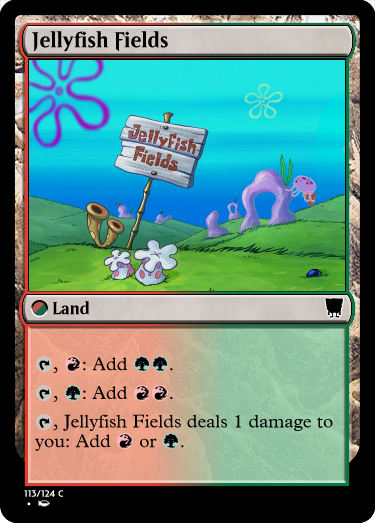 Jellyfish Fields
Jellyfish
Fields
Land
, : Add .
, : Add .
, Jellyfish Fields deals 1 damage to
you: Add or .
113/124 C